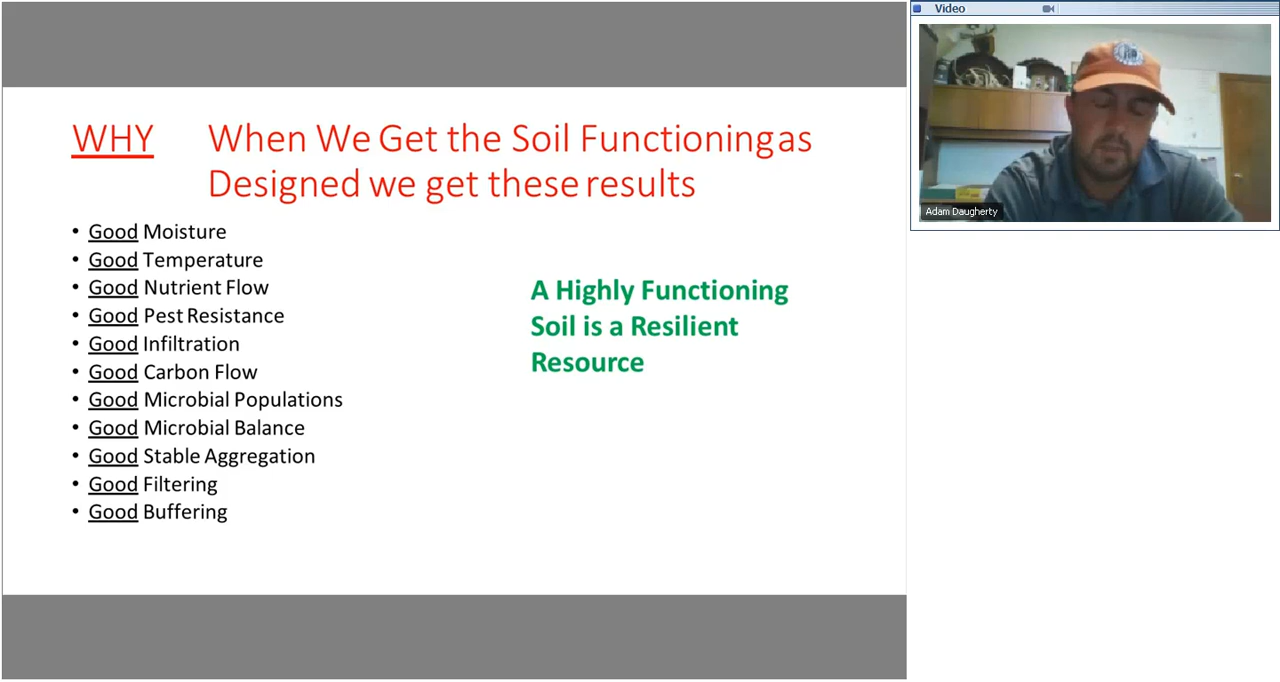 WHY When We Get the Soil Functioning as
Designed we get these results
• Good Moisture
• Good Temperature
• Good Nutrient Flow
• Good Pest Resistance
• Good Infiltration
• Good Carbon Flow
• Good Microbial Populations
• Good Microbial Balance
• Good Stable Aggregation
• Good Filtering
• Good Buffering
A Highly Functioning
Soil is a Resilient
Resource
Video
Adam Daugherty